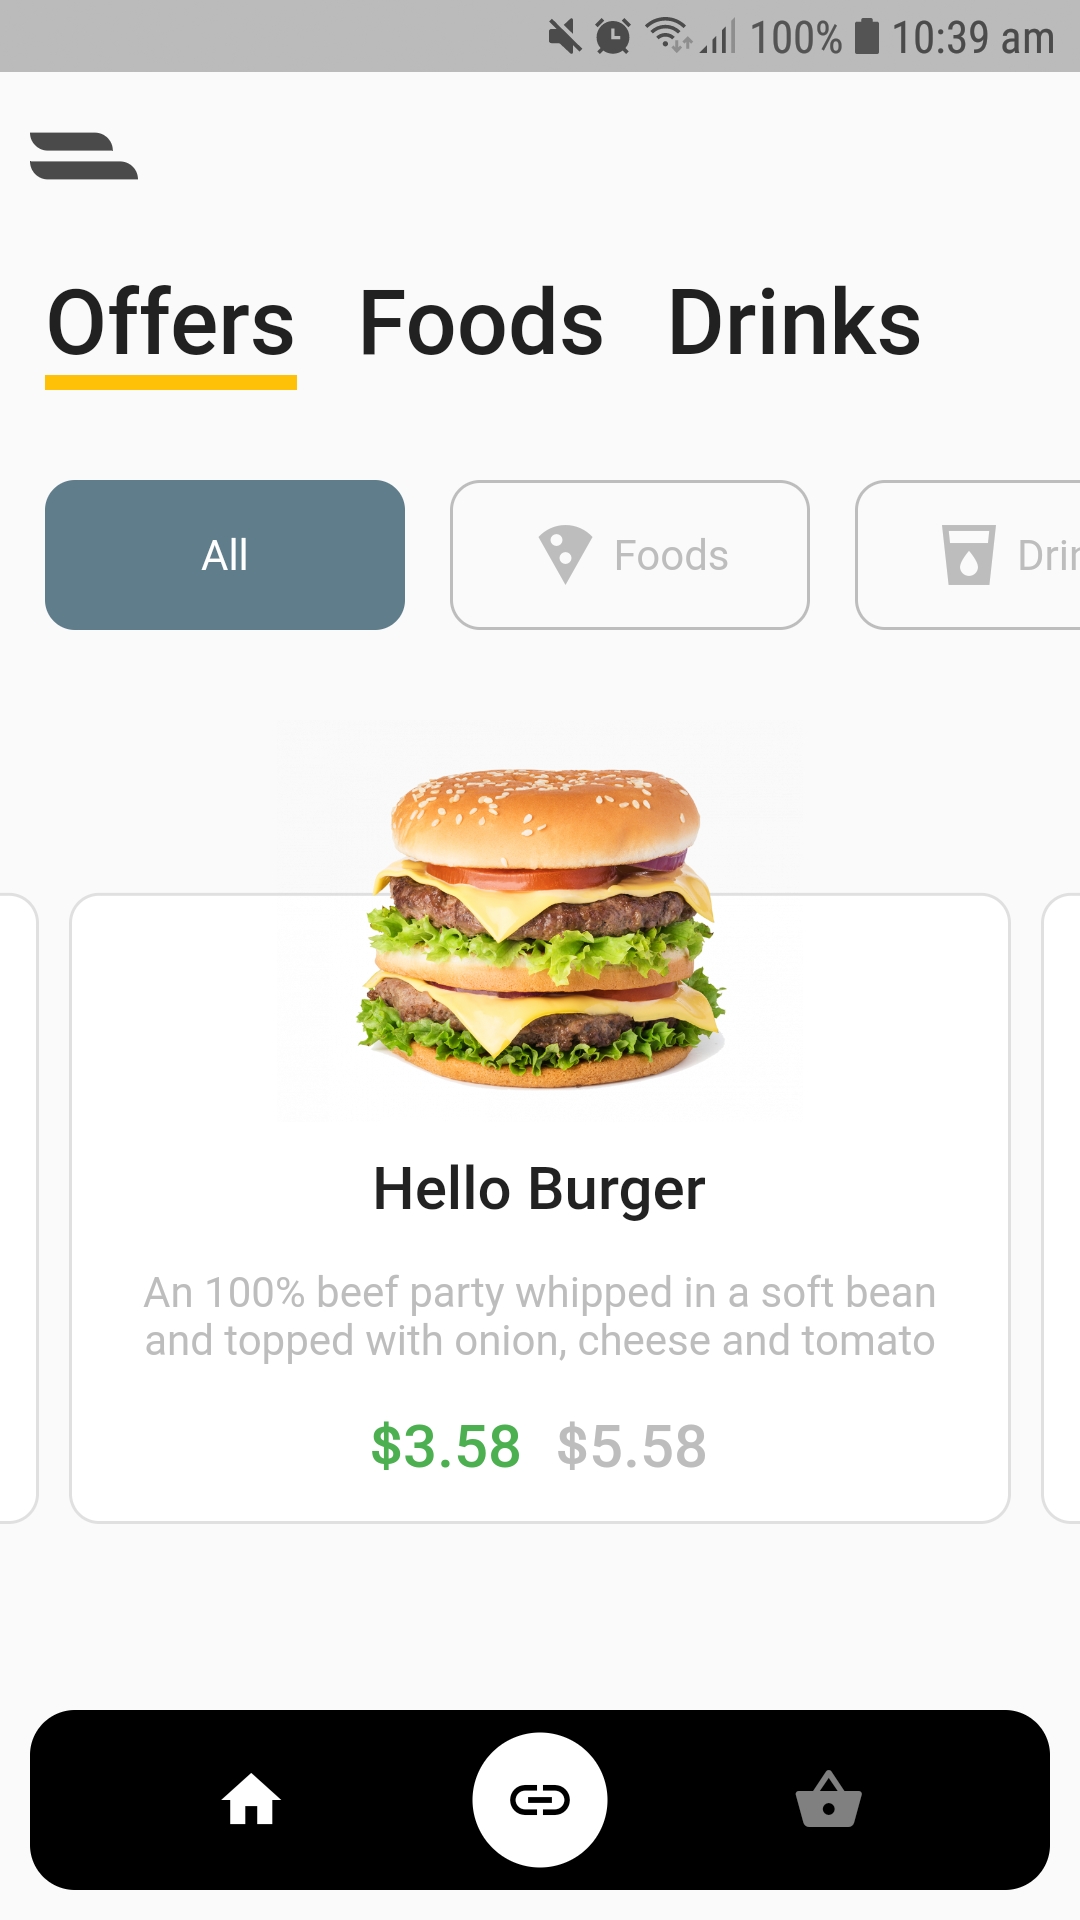 100% 10:39 am
Offers Foods Drinks
All Foods Drin
Hello Burger
An 100% beef party whipped in a soft bean
and topped with onion, cheese and tomato
$3.58 $5.58